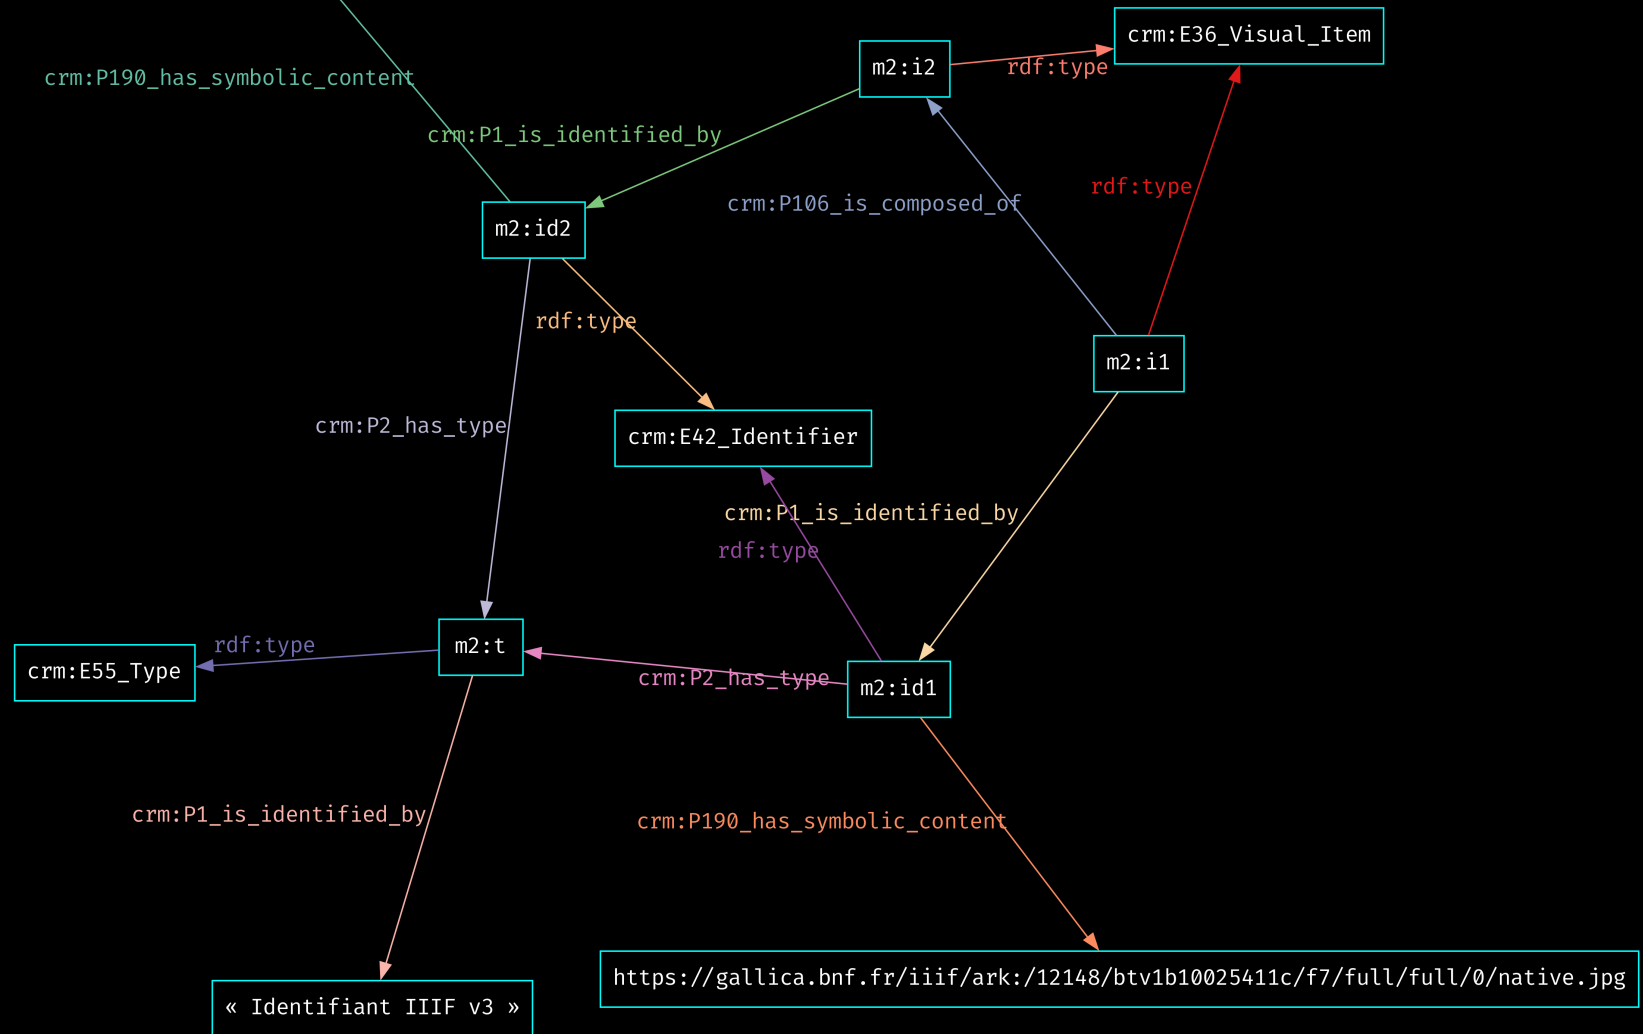 crm:E36_Visual_Item
m2:i2
rdf:type
crm:P190_has_symbolic_content
crm:P1_is_identified_by
rdf:type
crm:P106_is_composed_of
m2:id2
rdf:type
m2:i1
crm:P2_has_type
crm:E42_Identifier
crm:P1_is_identified_by
rdf:type
rdf:type
m2:t
crm:E55_Type
crm:P2_has_type
m2:id1
crm:P1_is_identified_by
crm:P190_has_symbolic_content
https://gallica.bnf.fr/iiif/ark:/12148/btv1b10025411c/f7/full/full/0/native.jpg
« Identifiant IIIF v3 »